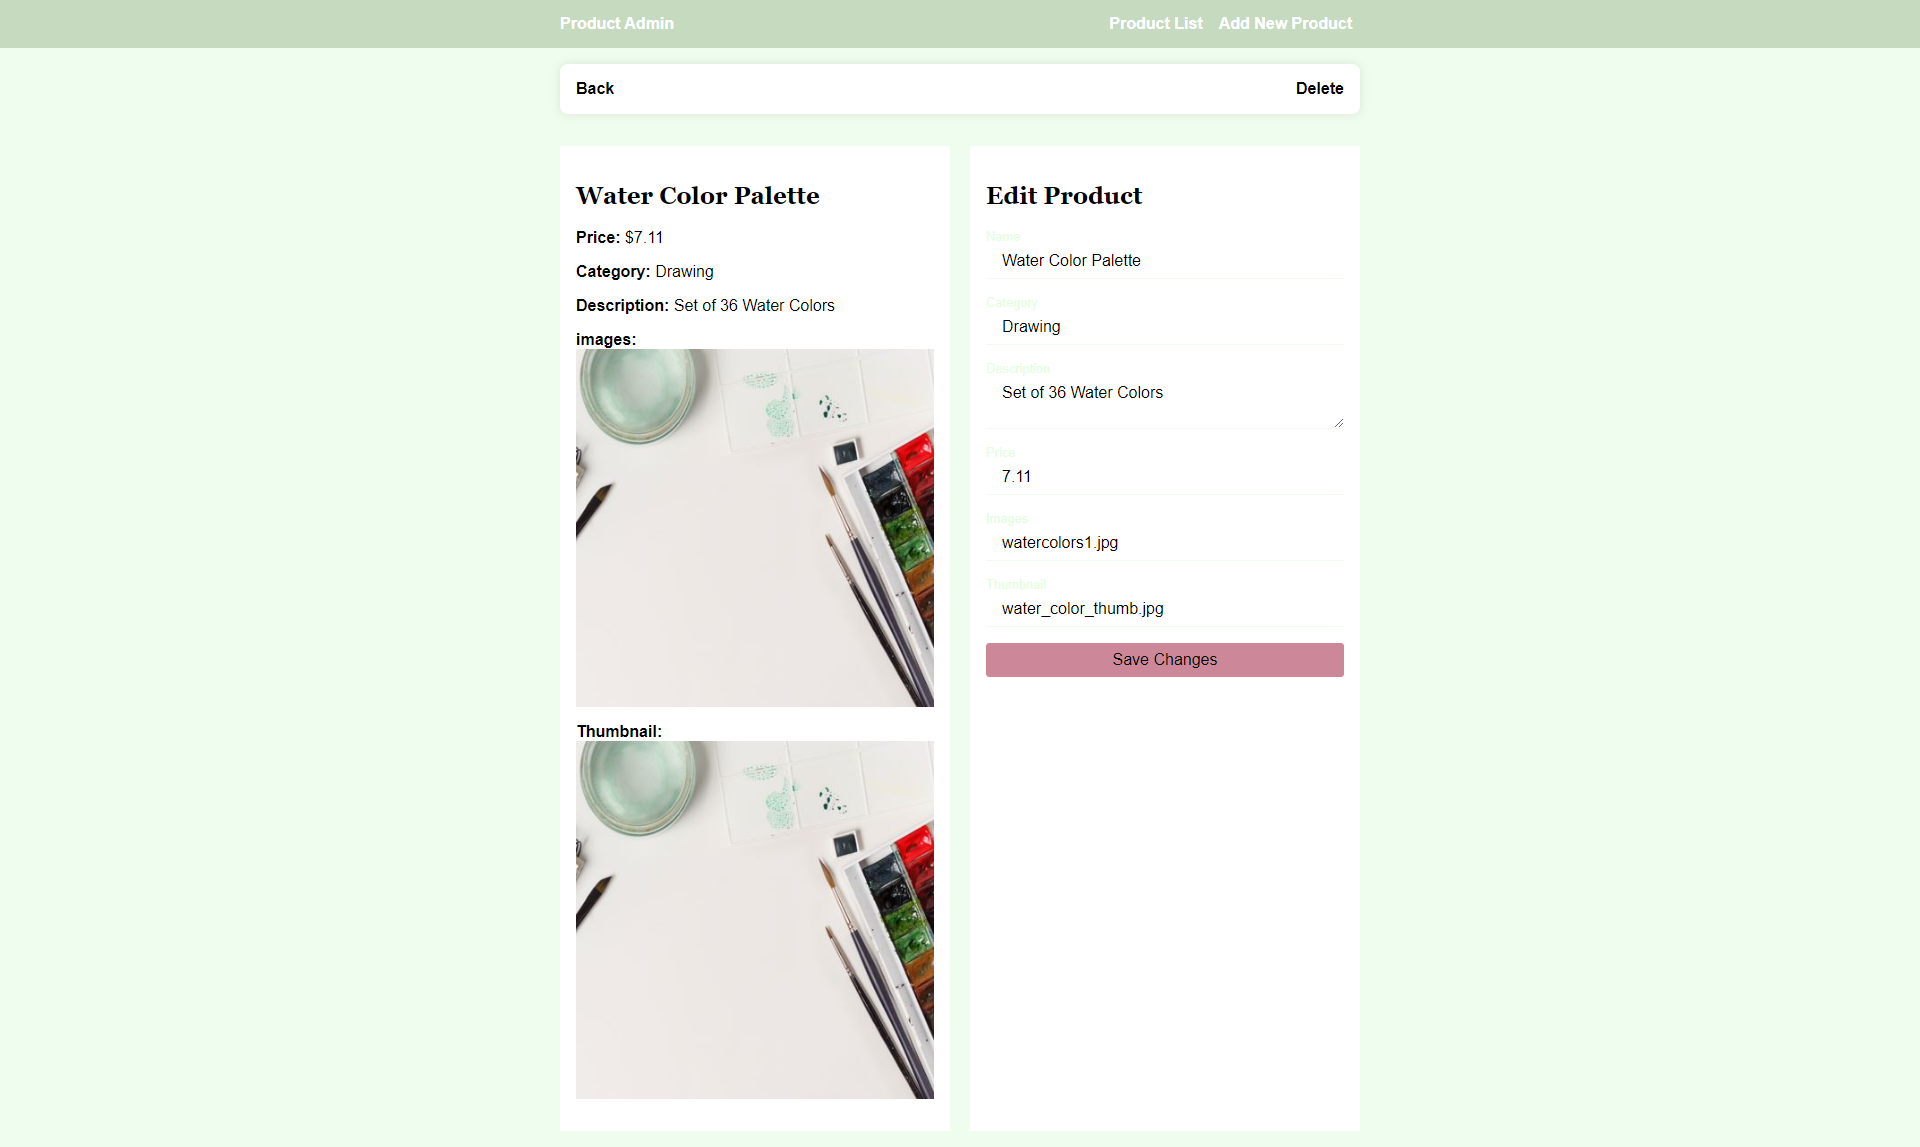 Product Admin
Product List
Add New Product
Back
Delete
Water Color Palette
Price: $7.11
Category: Drawing
Description: Set of 36 Water Colors
images:
Thumbnail:
Edit Product
Name
Water Color Palette
Category
Drawing
Description
Set of 36 Water Colors
Price
7.11
Images
watercolors1.jpg
Thumbnail
water_color_thumb.jpg
Save Changes